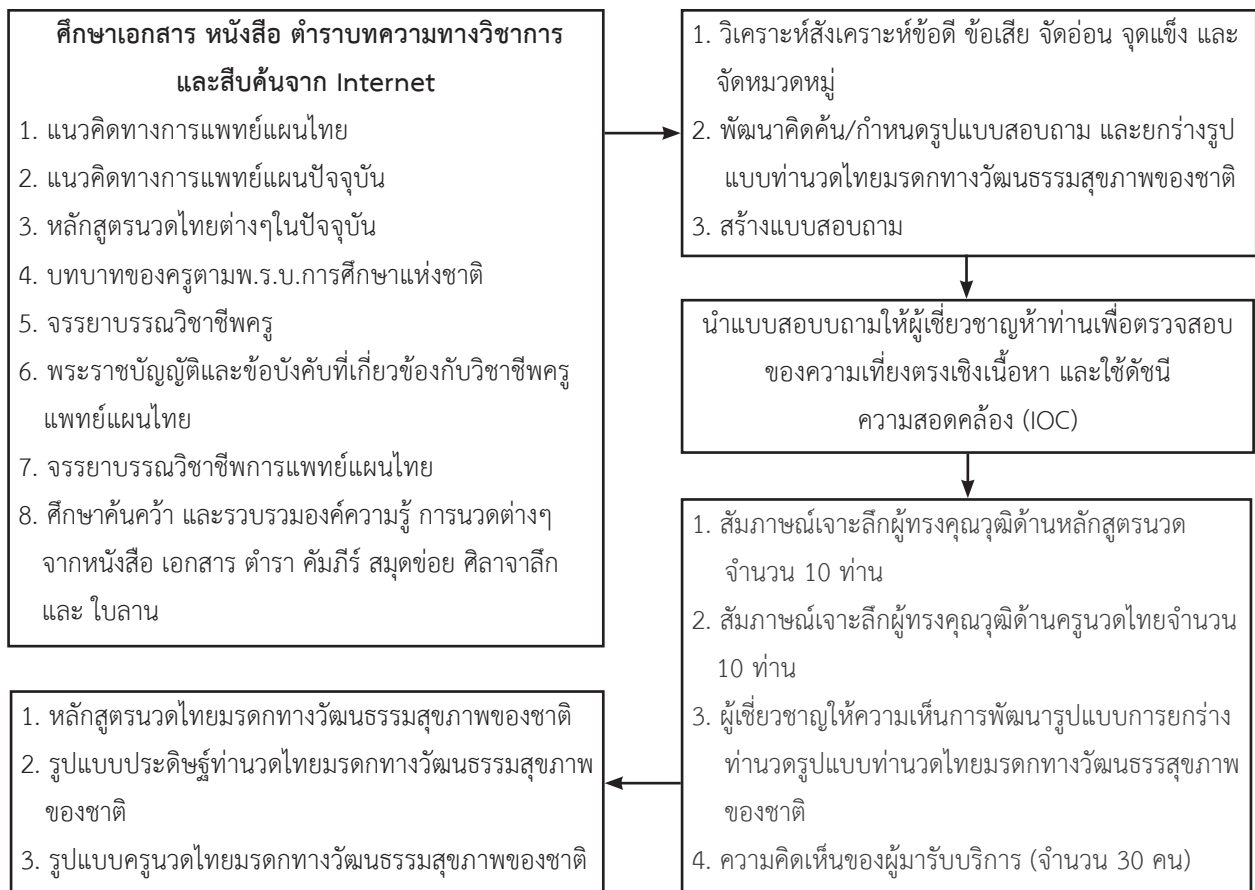 ศึกษาเอกสาร หนังสือ ตำราบทความทางวิชาการ
และสืบค้นจาก Internet
1. แนวคิดทางการแพทย์แผนไทย
2. แนวคิดทางการแพทย์แผนปัจจุบัน
3. หลักสูตรนวดไทยต่างๆในปัจจุบัน
4. บทบาทของครูตามพ.ร.บ.การศึกษาแห่งชาติ
5. จรรยาบรรณวิชาชีพครู
6. พระราชบัญญัติและข้อบังคับที่เกี่ยวข้องกับวิชาชีพครู
แพทย์แผนไทย
7. จรรยาบรรณวิชาชีพการแพทย์แผนไทย
8. ศึกษาค้นคว้า และรวบรวมองค์ความรู้ การนวดต่างๆ
จากหนังสือ เอกสาร ตำรา คัมภีร์ สมุดข่อย ศิลาจาลึก
และ ใบลาน
1. วิเคราะห์สังเคราะห์ข้อดี ข้อเสีย จัดอ่อน จุดแข็ง และ
จัดหมวดหมู่
2. พัฒนาคิดค้น/กำหนดรูปแบบสอบถาม และยกร่างรูป
แบบท่านวดไทยมรดกทางวัฒนธรรมสุขภาพของชาติ
3. สร้างแบบสอบถาม
นำแบบสอบบถามให้ผู้เชี่ยวชาญห้าท่านเพื่อตรวจสอบ
ของความเที่ยงตรงเชิงเนื้อหา และใช้ดัชนี
ความสอดคล้อง (IOC)
1. สัมภาษณ์เจาะลึกผู้ทรงคุณวุฒิด้านหลักสูตรนวด
จำนวน 10 ท่าน
2. สัมภาษณ์เจาะลึกผู้ทรงคุณวุฒิด้านครูนวดไทยจำนวน
10 ท่าน
3. ผู้เชี่ยวชาญให้ความเห็นการพัฒนารูปแบบการยกร่าง
ท่านวดรูปแบบท่านวดไทยมรดกทางวัฒนธรรสุขภาพ
ของชาติ
4. ความคิดเห็นของผู้มารับบริการ (จำนวน 30 คน)
1. หลักสูตรนวดไทยมรดกทางวัฒนธรรมสุขภาพของชาติ
2. รูปแบบประดิษฐ์ท่านวดไทยมรดกทางวัฒนธรรมสุขภาพ
ของชาติ
3. รูปแบบครูนวดไทยมรดกทางวัฒนธรรมสุขภาพของชาติ